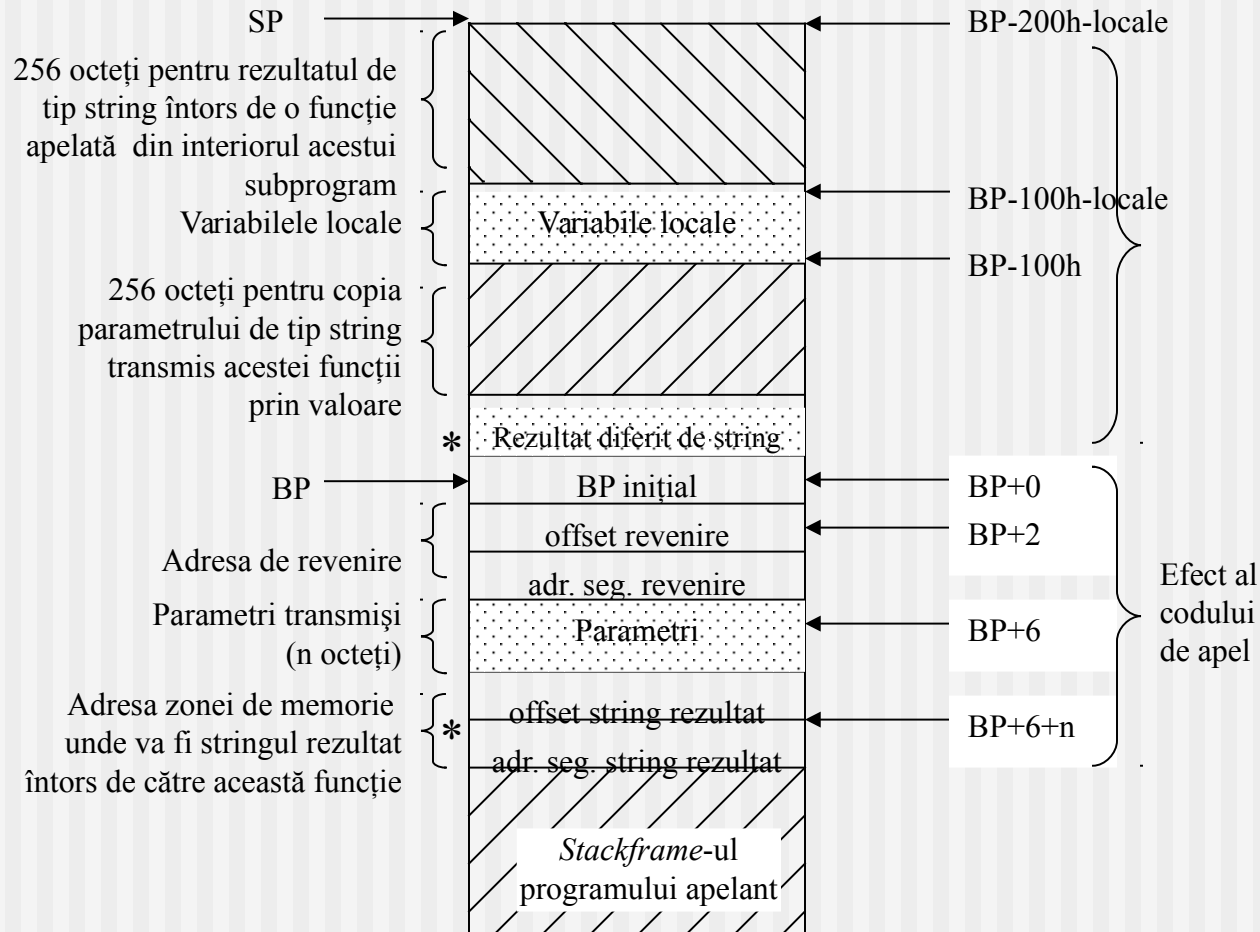 SP
BP-200h-locale
256 octeți pentru rezultatul de
tip string întors de o funcție
apelată din interiorul acestui
subprogram
BP-100h-locale
Variabilele locale
Variabile locale
BP-100h
256 octeți pentru copia
parametrului de tip string
transmis acestei funcții
prin valoare
*
Rezultat diferit de string
BP
BP inițial
BP+0
offset revenire
BP+2
Adresa de revenire
adr. seg. revenire
Efect al
codului
de apel
Parametri transmişi
(n octeți)
Parametri
BP+6
Adresa zonei de memorie
unde va fi stringul rezultat
întors de către această funcție
*
offset string rezultat
BP+6+n
adr. seg. string rezultat
Stackframe-ul
programului apelant